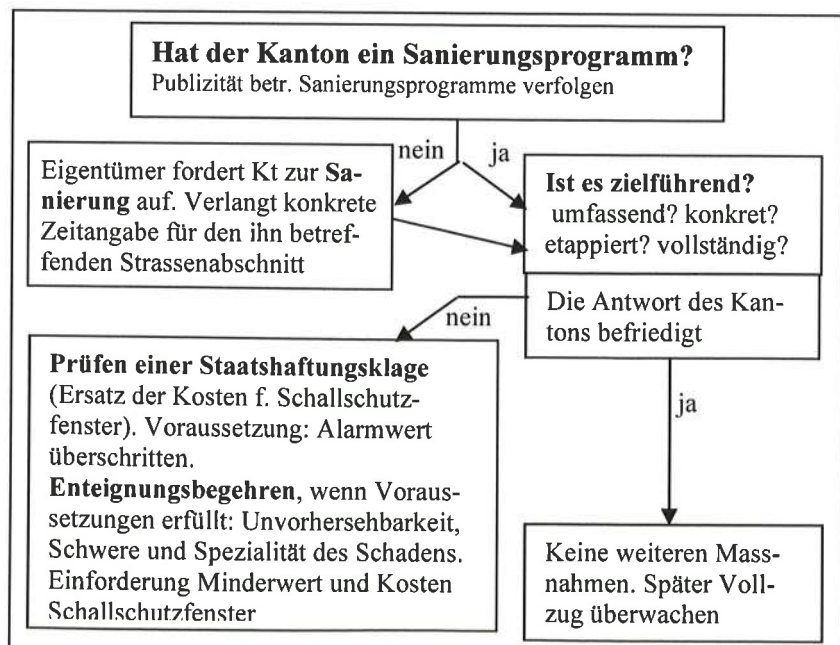 Hat der Kanton ein Sanierungsprogramm?
Publizität betr. Sanierungsprogramme verfolgen
nein
ja
Eigentümer fordert Kt zur Sa-
nierung auf. Verlangt konkrete
Zeitangabe für den ihn betref-
fenden Strassenabschnitt
Ist es zielführend?
umfassend? konkret?
etappiert? vollständig?
Die Antwort des Kan-
tons befriedigt
nein
ja
Prüfen einer Staatshaftungsklage
(Ersatz der Kosten f. Schallschutz-
fenster). Voraussetzung: Alarmwert
überschritten.
Enteignungsbegehren, wenn Voraus-
setzungen erfüllt: Unvorhersehbarkeit,
Schwere und Spezialität des Schadens.
Einforderung Minderwert und Kosten
Schallschutzfenster
Keine weiteren Mass-
nahmen. Später Voll-
zug überwachen